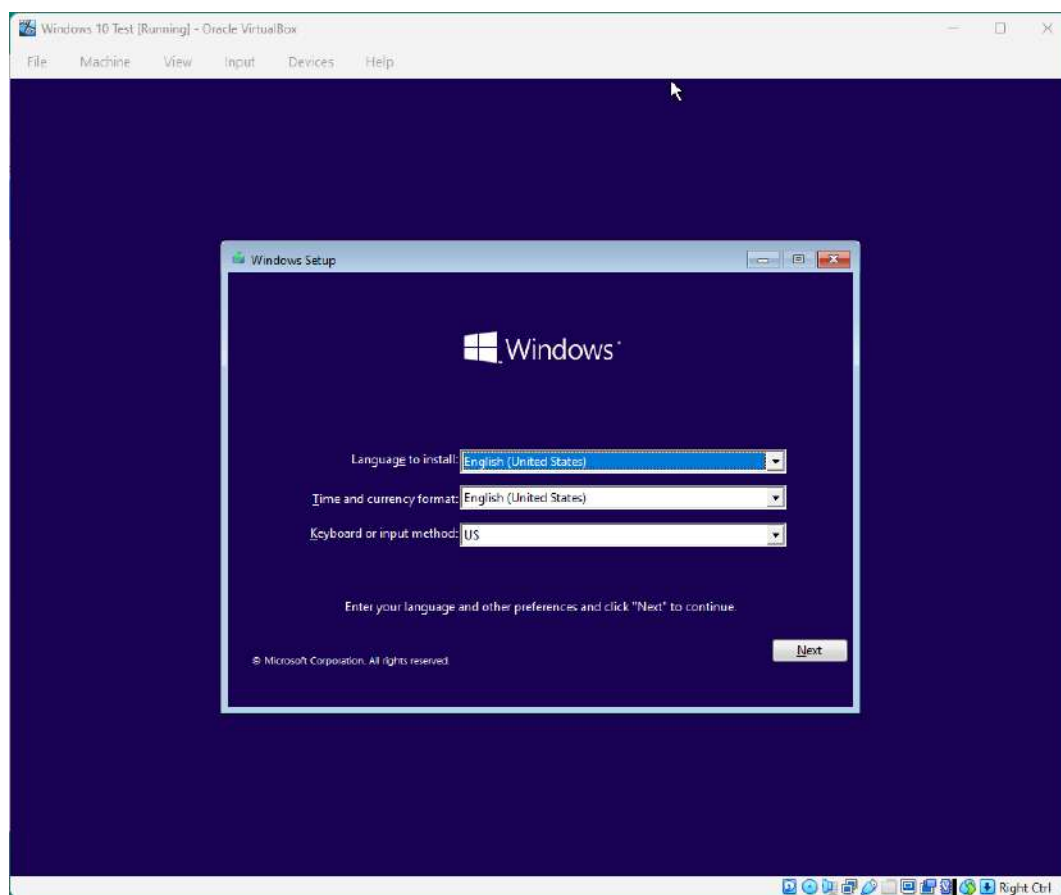 Windows 10 Test [Running] - Oracle VirtualBox
File Machine View Input Devices Help
Windows Setup
Windows
Language to install: English (United States)
Time and currency format: English (United States)
Keyboard or input method: US
Enter your language and other preferences and click "Next" to continue.
© Microsoft Corporation. All rights reserved.
Next
Right Ctrl